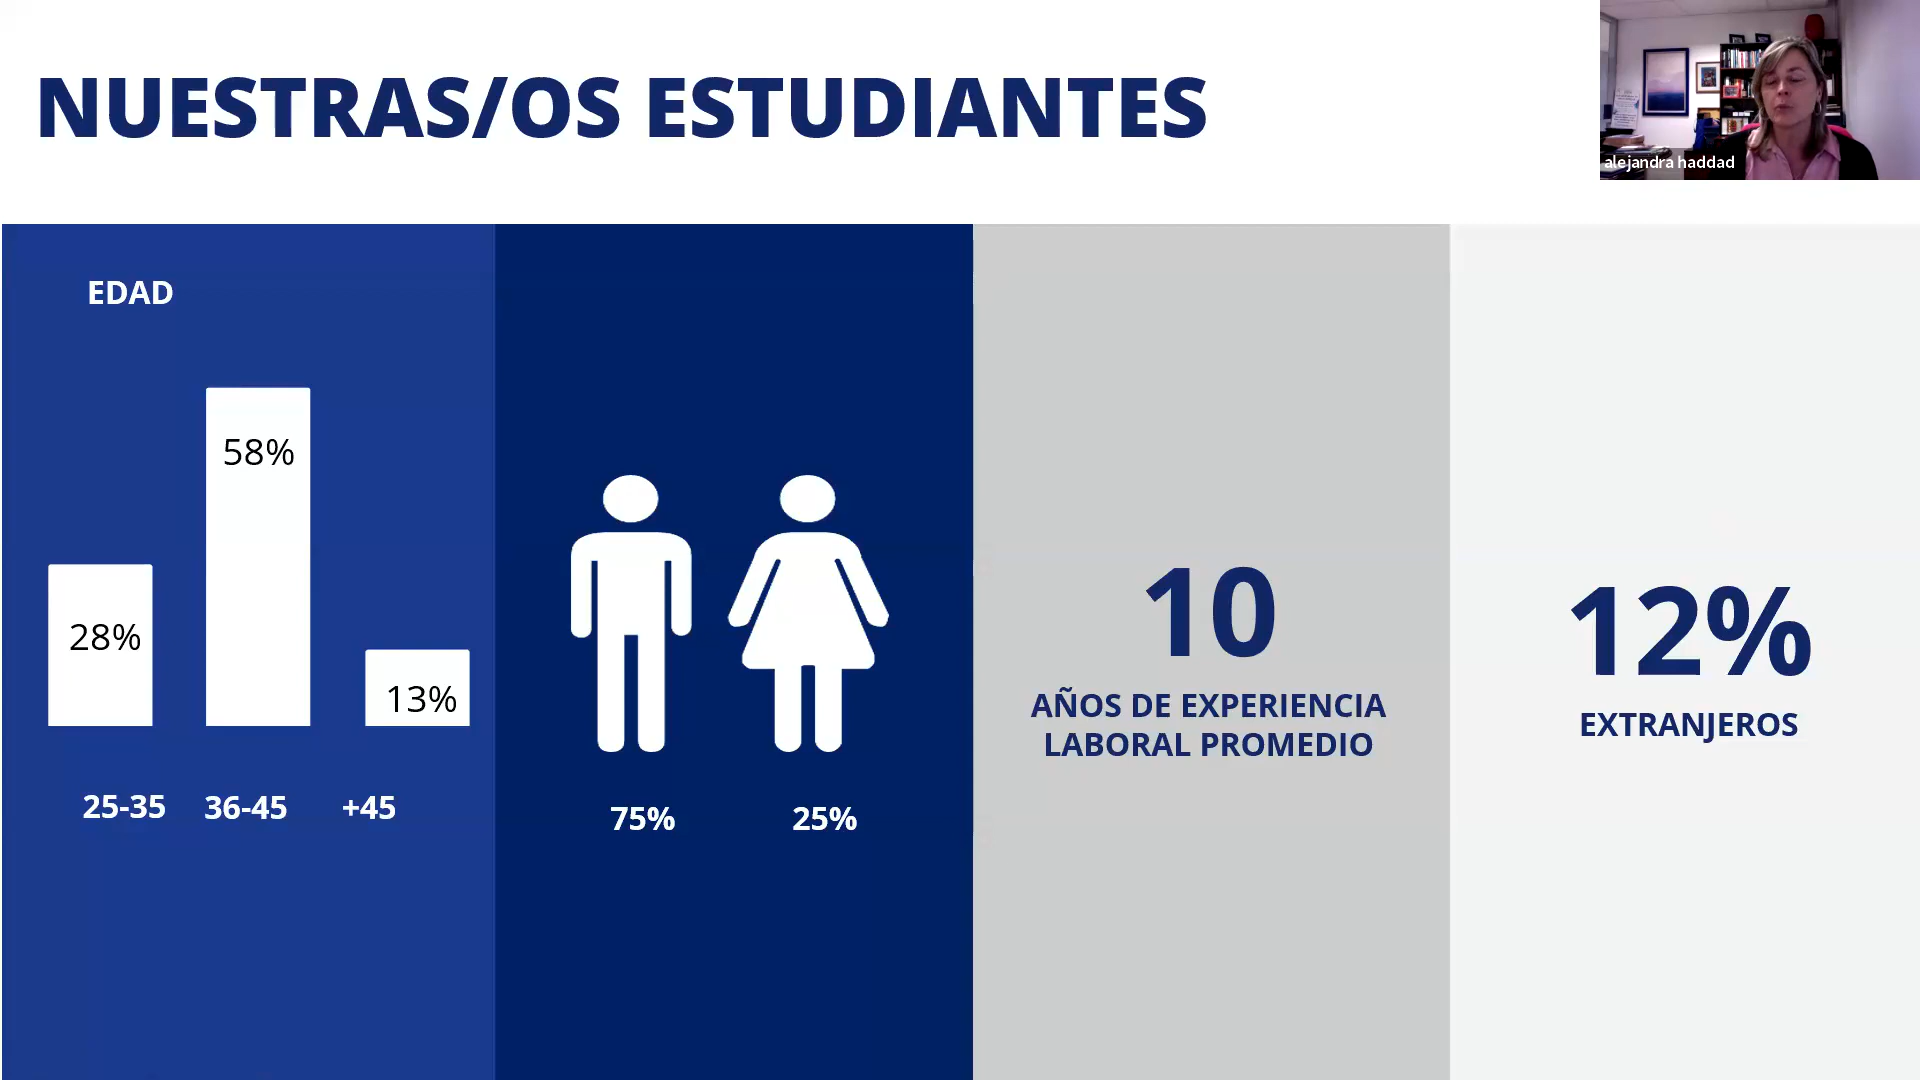 NUESTRAS/OS ESTUDIANTES
alejandra haddad
EDAD
58%
28%
13%
25-35
36-45
+45
75%
25%
10
AÑOS DE EXPERIENCIA
LABORAL PROMEDIO
12%
EXTRANJEROS